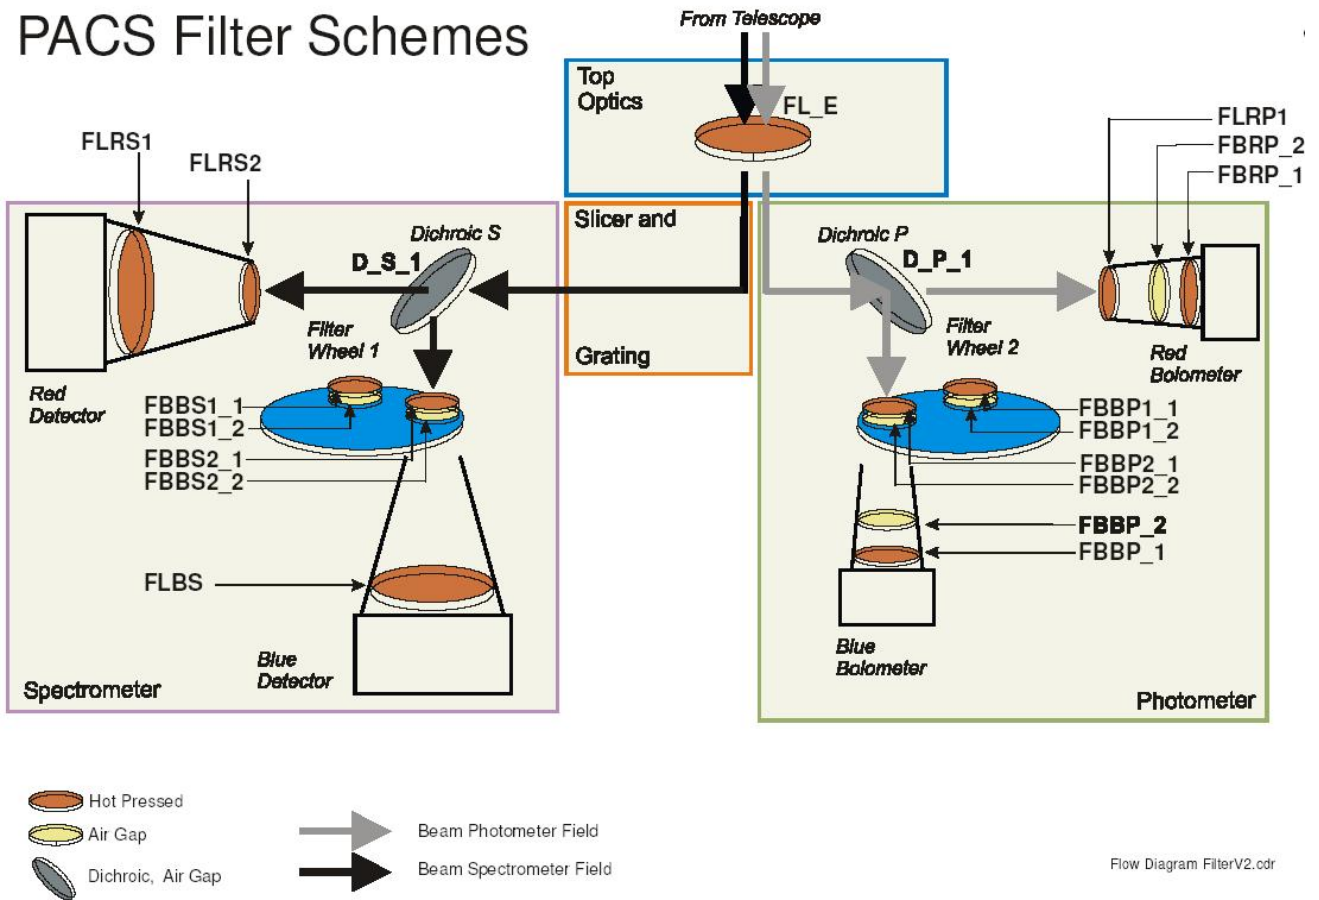 PACS Filter Schemes
From Telescope
Top
Optics
FL_E
FLRS1
FLRS2
FLRP1
FBRP_2
FBRP_1
Slicer and
Grating
Dichroic S
D_S_1
Dichroic P
D_P_1
Filter
Wheel 1
Filter
Wheel 2
Red
Detector
Red
Bolometer
FBBS1_1
FBBS1_2
FBBS2_1
FBBS2_2
FBBP1_1
FBBP1_2
FBBP2_1
FBBP2_2
FBBP_2
FBBP_1
FLBS
Blue
Detector
Blue
Bolometer
Spectrometer
Photometer
Hot Pressed
Air Gap
Dichroic, Air Gap
Beam Photometer Field
Beam Spectrometer Field
Flow Diagram FilterV2.cdr